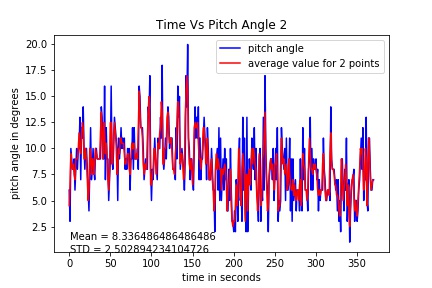 Time Vs Pitch Angle 2
pitch angle
average value for 2 points
20.0
17.5
15.0
12.5
10.0
7.5
5.0
2.5
pitch angle in degrees
Mean = 8.336486486486486
STD = 2.502894234104726
0 50 100 150 200 250 300 350
time in seconds